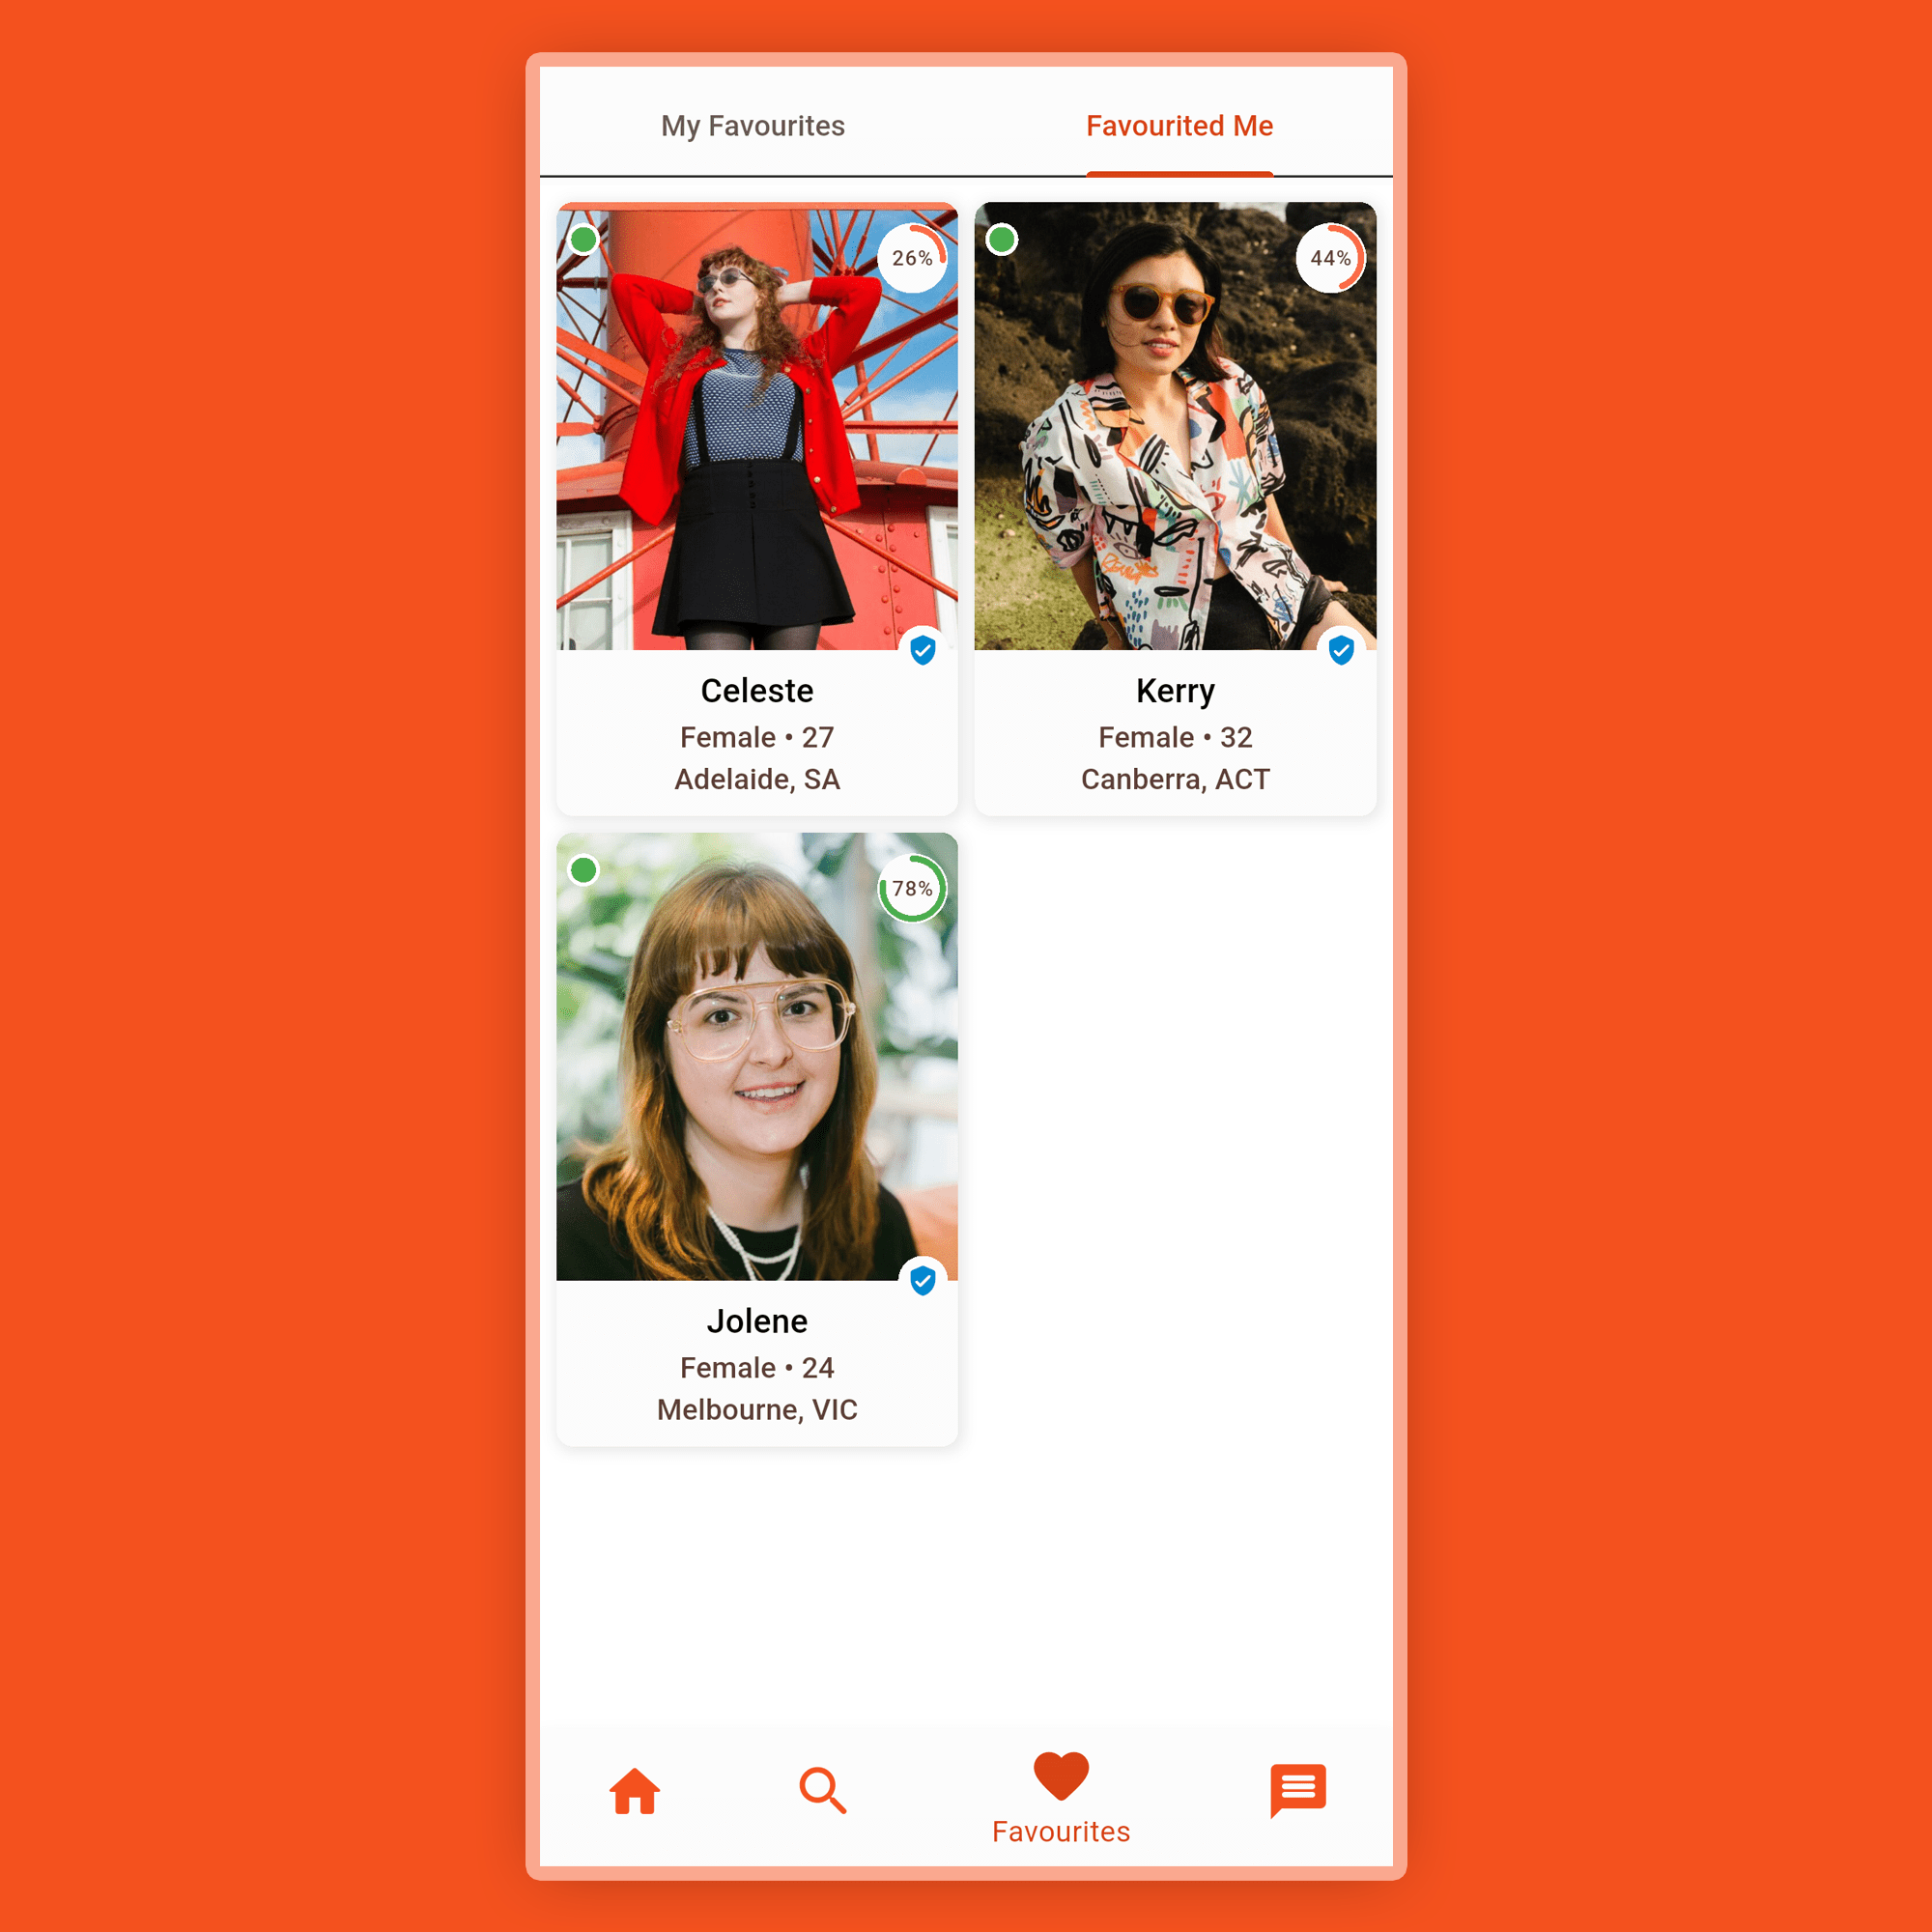 My Favourites
Favourited Me
26%
44%
Celeste
Female • 27
Adelaide, SA
Kerry
Female • 32
Canberra, ACT
78%
Jolene
Female • 24
Melbourne, VIC
Favourites